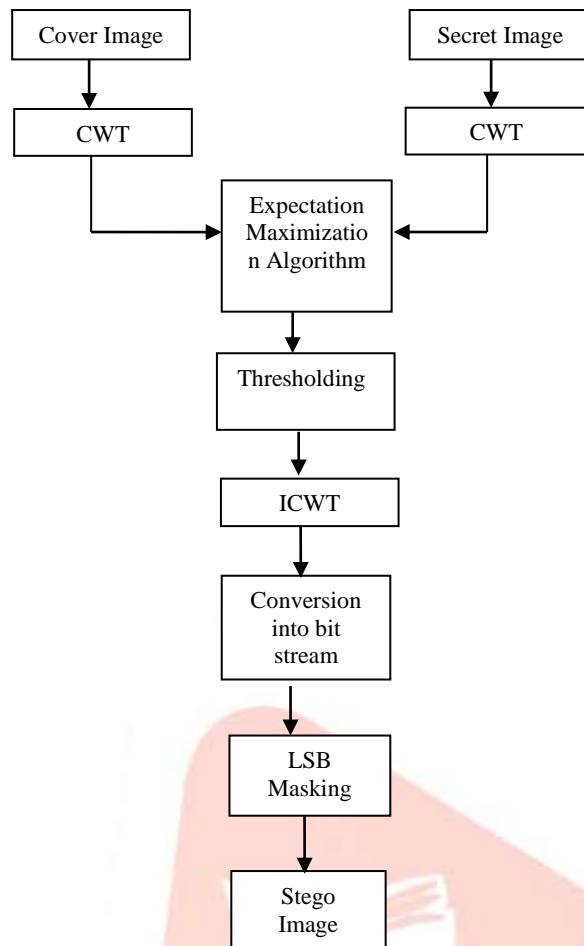 Cover Image
Secret Image
CWT
CWT
Expectation
Maximizatio
n Algorithm
Thresholding
ICWT
Conversion
into bit
stream
LSB
Masking
Stego
Image